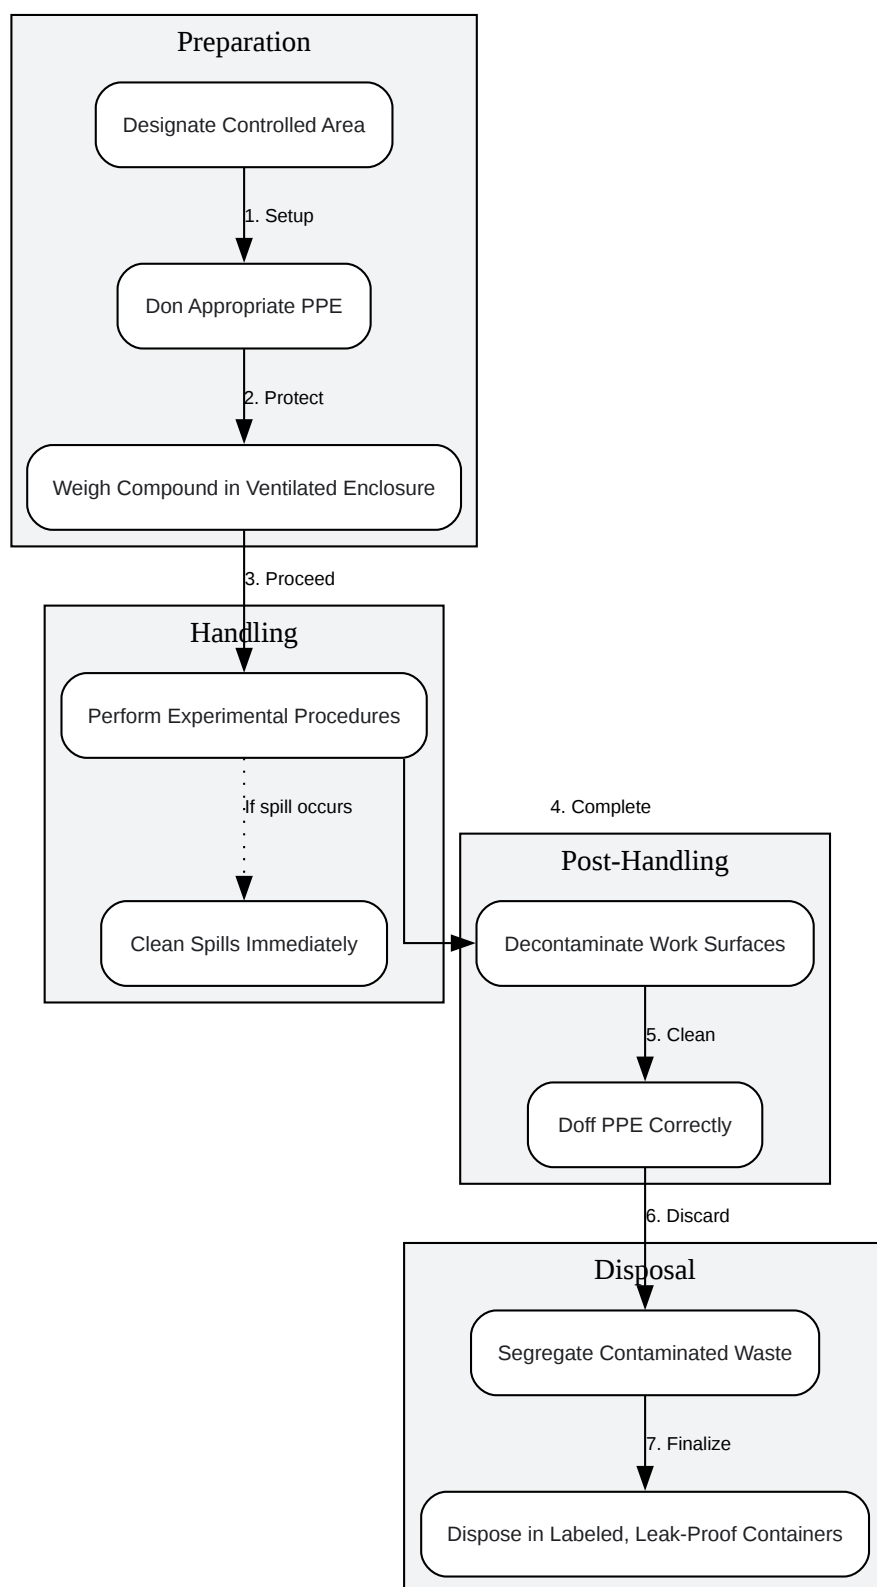 Preparation
Designate Controlled Area
1. Setup
Don Appropriate PPE
2. Protect
Weigh Compound in Ventilated Enclosure
3. Proceed
Handling
Perform Experimental Procedures
If spill occurs
4. Complete
Post-Handling
Clean Spills Immediately
Decontaminate Work Surfaces
5. Clean
Doff PPE Correctly
6. Discard
Disposal
Segregate Contaminated Waste
7. Finalize
Dispose in Labeled, Leak-Proof Containers